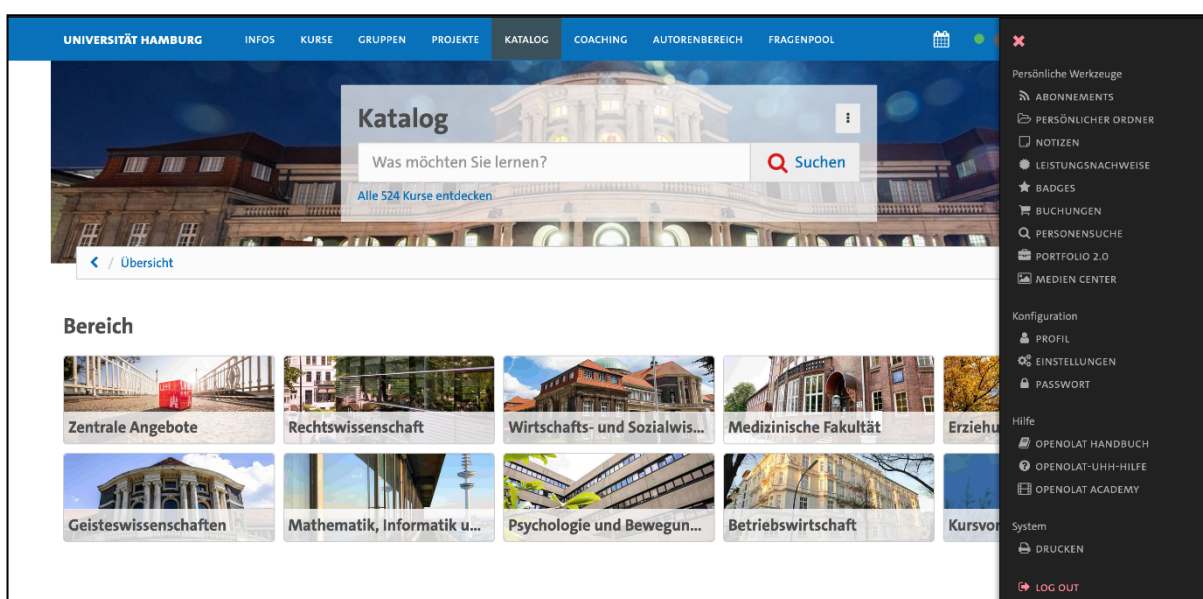 UNIVERSITÄT HAMBURG INFOS KURSE GRUPPEN PROJEKTE KATALOG COACHING AUTORENBEREICH FRAGENPOOL
Katalog
Was möchten Sie lernen? Suchen
Alle 524 Kurse entdecken
/ Übersicht
Bereich
Zentrale Angebote
Rechtswissenschaft
Wirtschafts- und Sozialwis...
Medizinische Fakultät
Erziehu
Geisteswissenschaften
Mathematik, Informatik u...
Psychologie und Bewegun...
Betriebswirtschaft
Kursvor
Persönliche Werkzeuge
ABONNEMENTS
PERSÖNLICHER ORDNER
NOTIZEN
LEISTUNGSNACHWEISE
BADGES
BUCHUNGEN
PERSONENSUCHE
PORTFOLIO 2.0
MEDIEN CENTER
Konfiguration
PROFIL
EINSTELLUNGEN
PASSWORT
Hilfe
OPENOLAT HANDBUCH
OPENOLAT-UHH-HILFE
OPENOLAT ACADEMY
System
DRUCKEN
LOG OUT